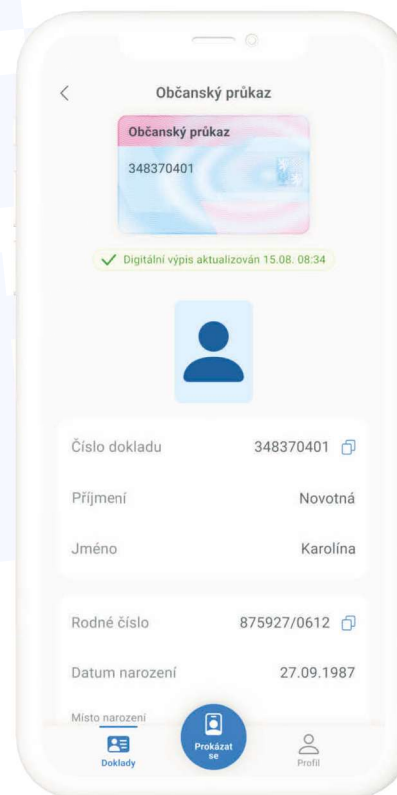 Občanský průkaz
Občanský průkaz
348370401
Digitální výpis aktualizován 15.08. 08:34
Číslo dokladu 348370401
Příjmení Novotná
Jméno Karolína
Rodné číslo 875927/0612
Datum narození 27.09.1987
Místo narození
Doklady
Prokázat
se
Profil